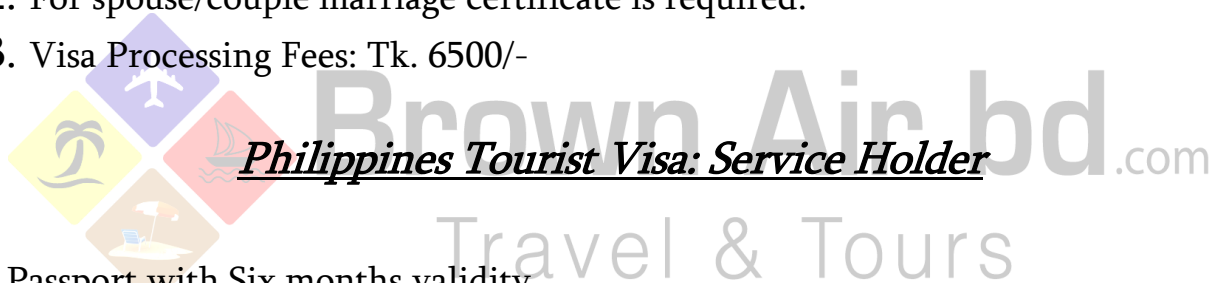 For spouse/couple marriage certificate is required.
3. Visa Processing Fees: Tk. 6500/-
Brown Air.bd.com
Philippines Tourist Visa: Service Holder
Travel & Tours
Passport with Six months validity